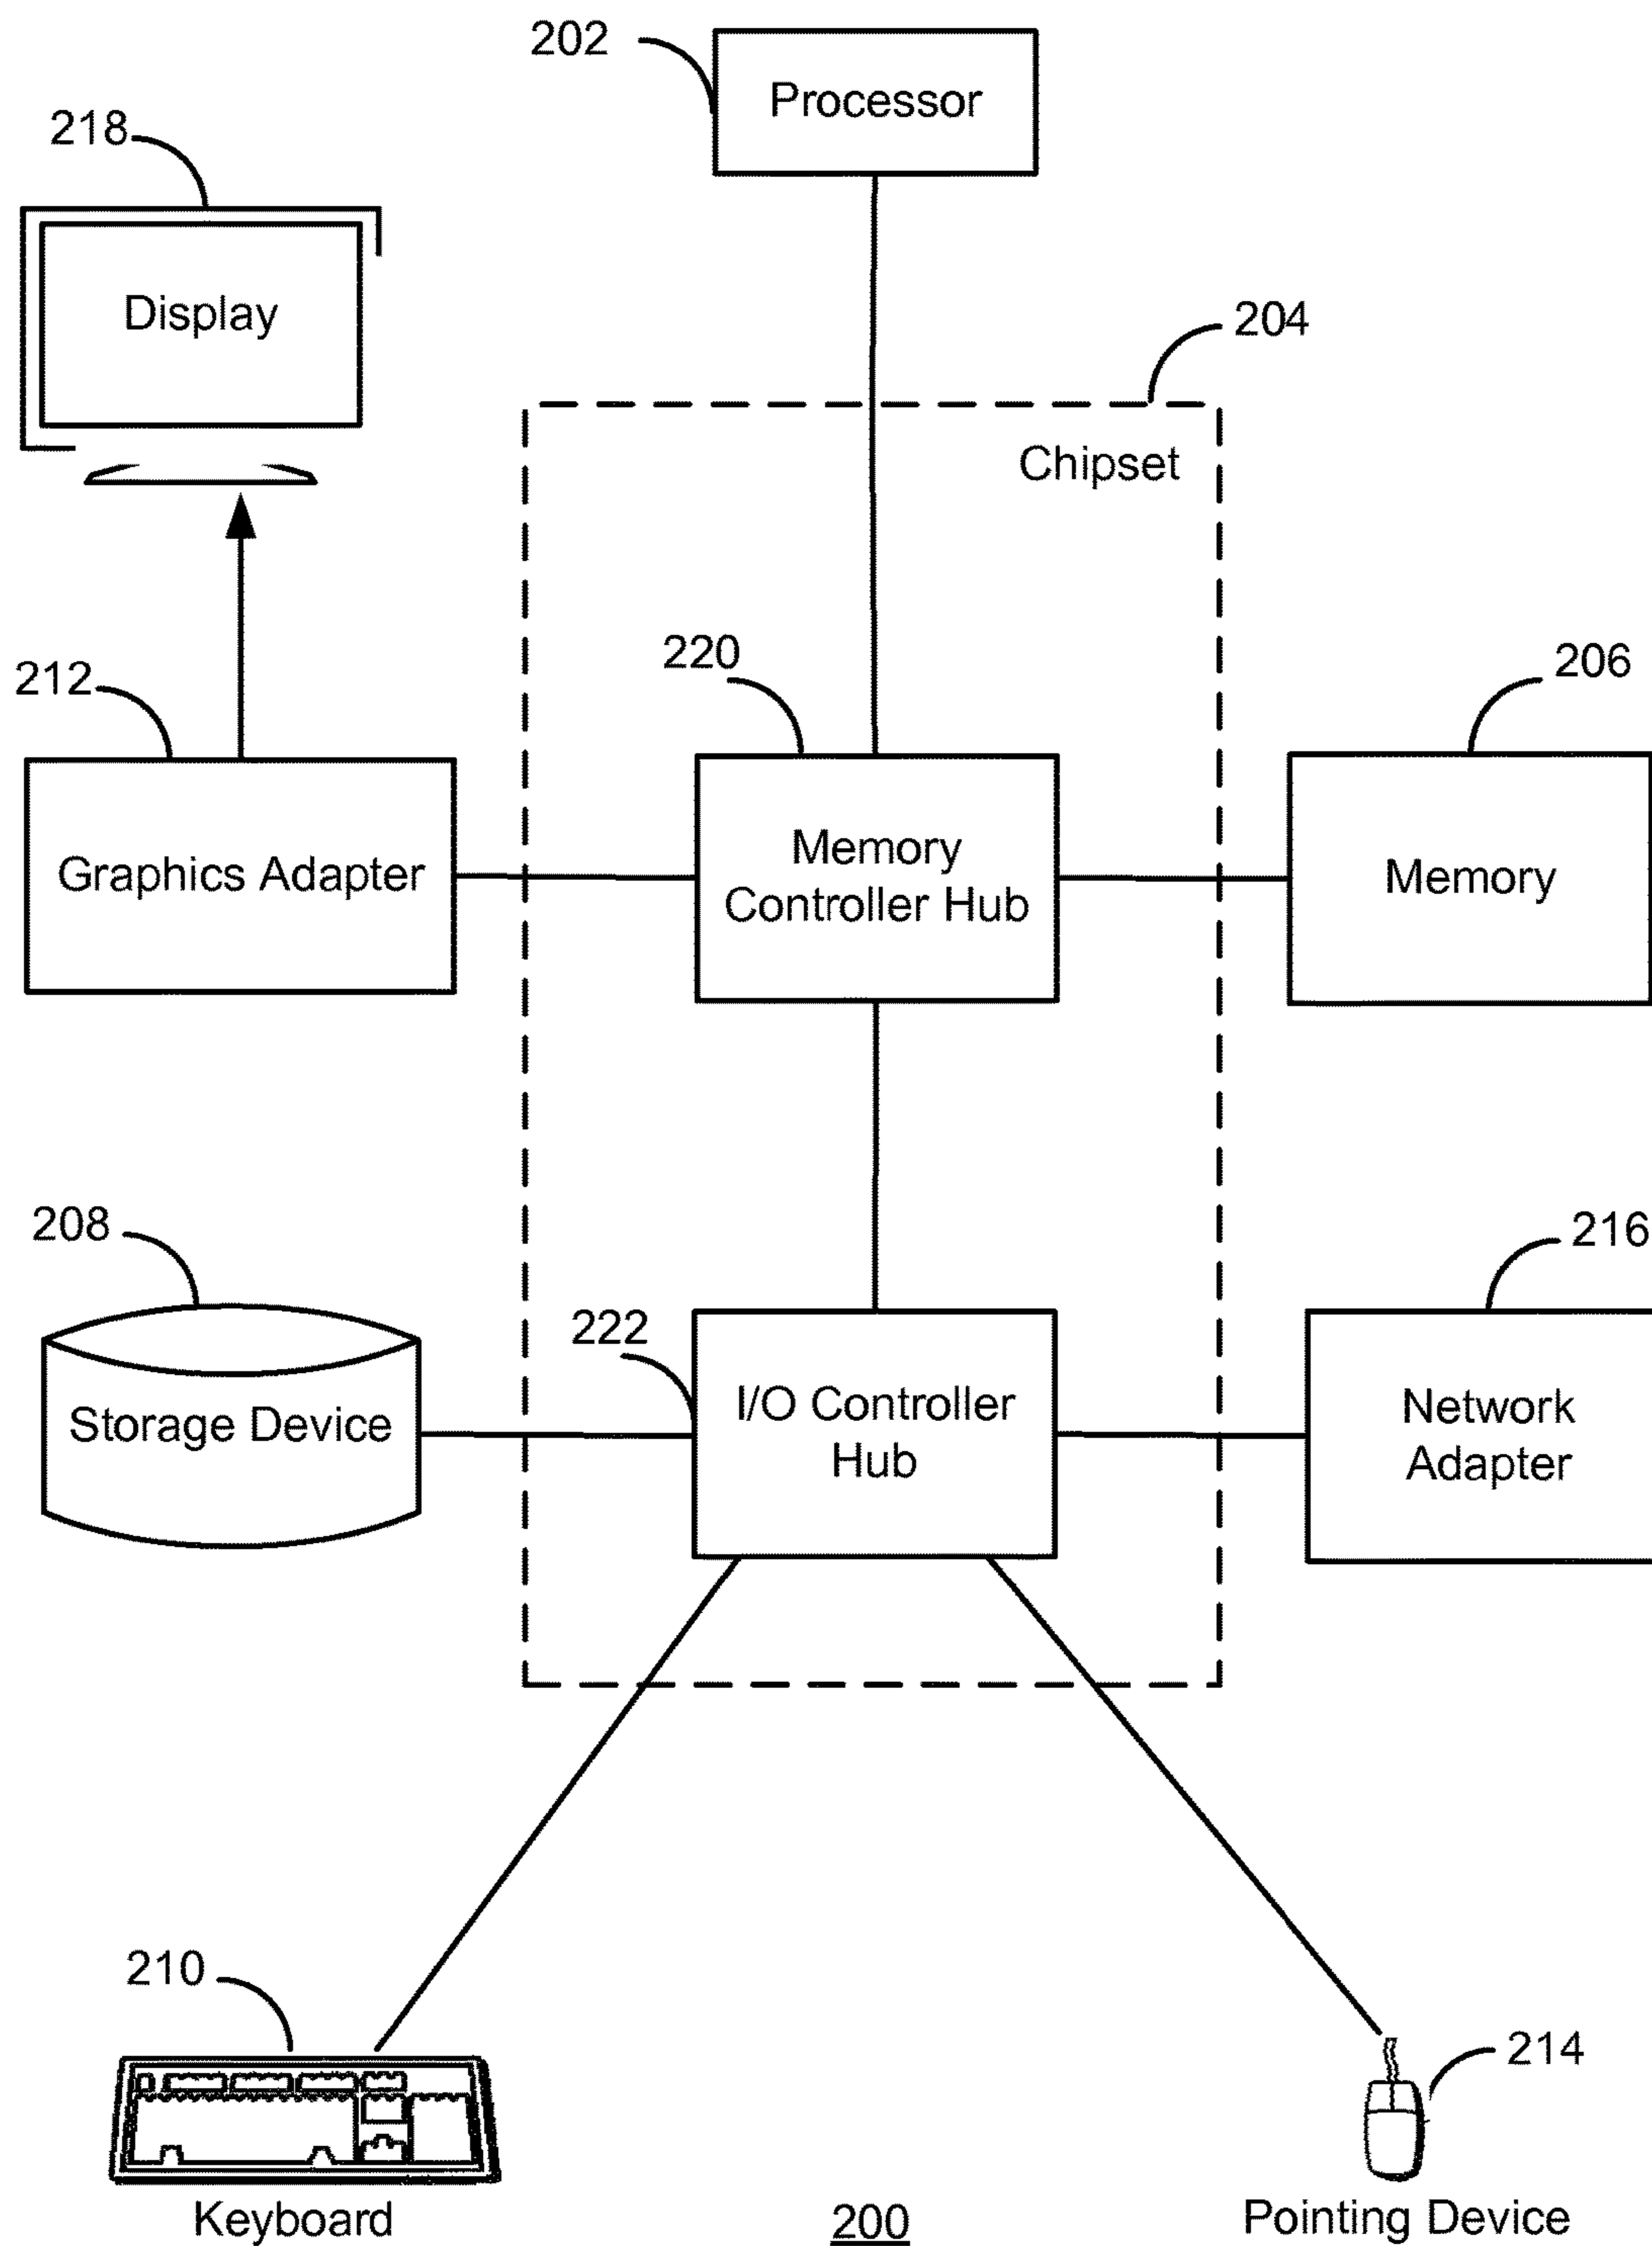 202
Processor
218
Display
204
Chipset
212
220
206
Graphics Adapter
Memory
Controller Hub
Memory
208
222
216
Storage Device
I/O Controller
Hub
Network
Adapter
210
214
Keyboard
200
Pointing Device